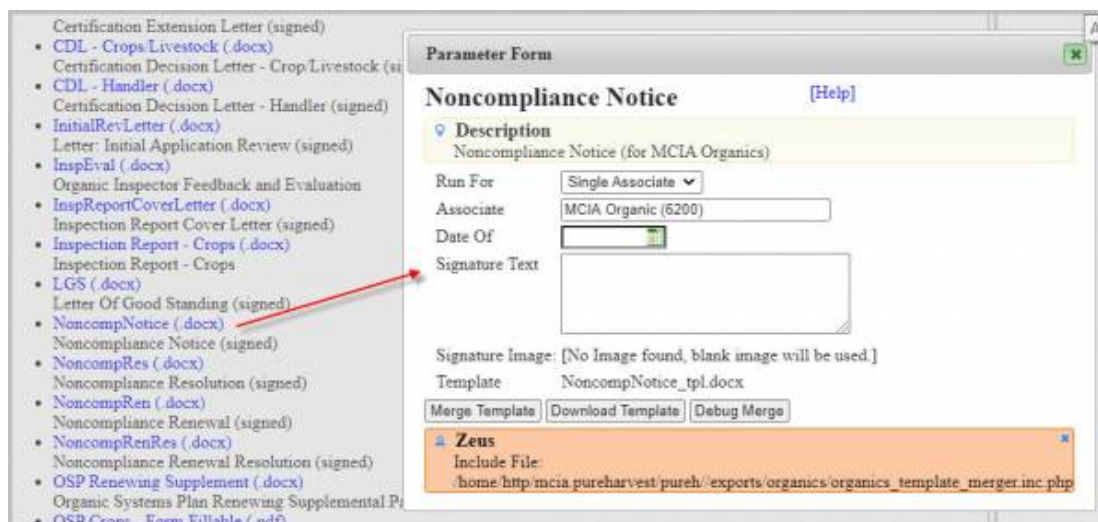 Certification Extension Letter (signed)
CDL - Crops/Livestock (.docx)
Certification Decision Letter - Crop/Livestock (si
CDL - Handler (.docx)
Certification Decision Letter - Handler (signed)
InitialRevLetter (.docx)
Letter: Initial Application Review (signed)
InspEval (.docx)
Organic Inspector Feedback and Evaluation
InspReportCoverLetter (.docx)
Inspection Report Cover Letter (signed)
Inspection Report - Crops (.docx)
Inspection Report - Crops
LGS (.docx)
Letter Of Good Standing (signed)
NoncompNotice (.docx)
Noncompliance Notice (signed)
NoncompRes (.docx)
Noncompliance Resolution (signed)
NoncompRen (.docx)
Noncompliance Renewal (signed)
NoncompRenRes (.docx)
Noncompliance Renewal Resolution (signed)
OSP Renewing Supplement (.docx)
Organic Systems Plan Renewing Supplemental Pa
OSP Crops - Form Fillable (.pdf)
A
Parameter Form
Noncompliance Notice [Help]
Description
Noncompliance Notice (for MCIA Organics)
Run For Single Associate
Associate MCIA Organic (6200)
Date Of
Signature Text
Signature Image: [No Image found, blank image will be used.]
Template NoncompNotice_tpl.docx
Merge Template Download Template Debug Merge
Zeus
Include File:
/home/http/mcia.pureharvest/pureh//exports/organics/organics_template_merger.inc.php